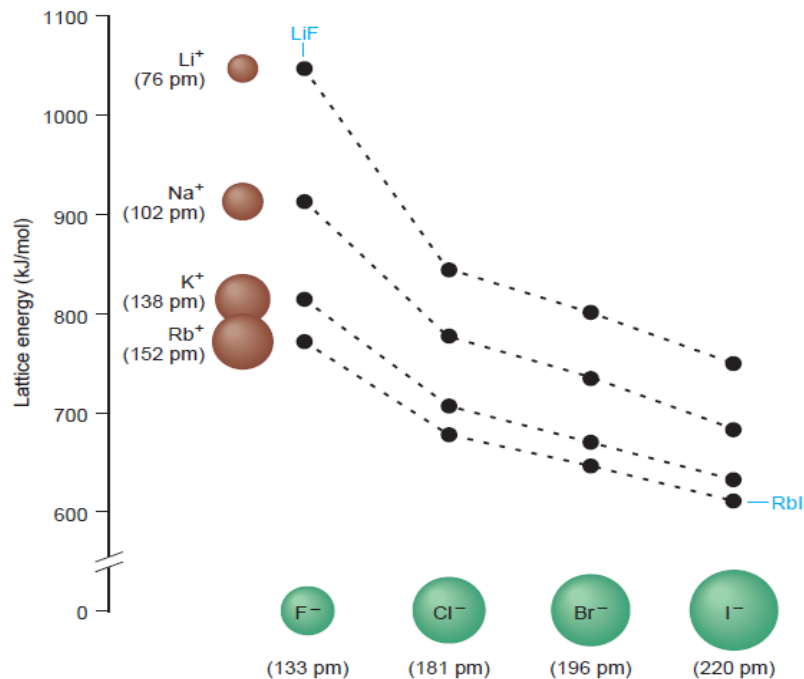 1100
LiF
Li⁺
(76 pm)
1000
Na⁺
900
(102 pm)
K⁺
800
(138 pm)
Rb⁺
(152 pm)
700
600
RbI
0
Lattice energy (kJ/mol)
F⁻ Cl⁻ Br⁻ I⁻
(133 pm) (181 pm) (196 pm) (220 pm)